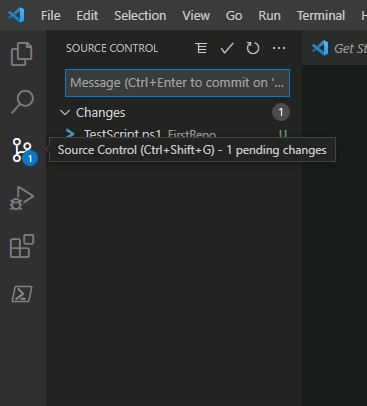 File Edit Selection View Go Run Terminal
SOURCE CONTROL
Get St
Message (Ctrl+Enter to commit on '...
Changes 1
TestScript.ps1 FirstRepo U
1
Source Control (Ctrl+Shift+G) - 1 pending changes